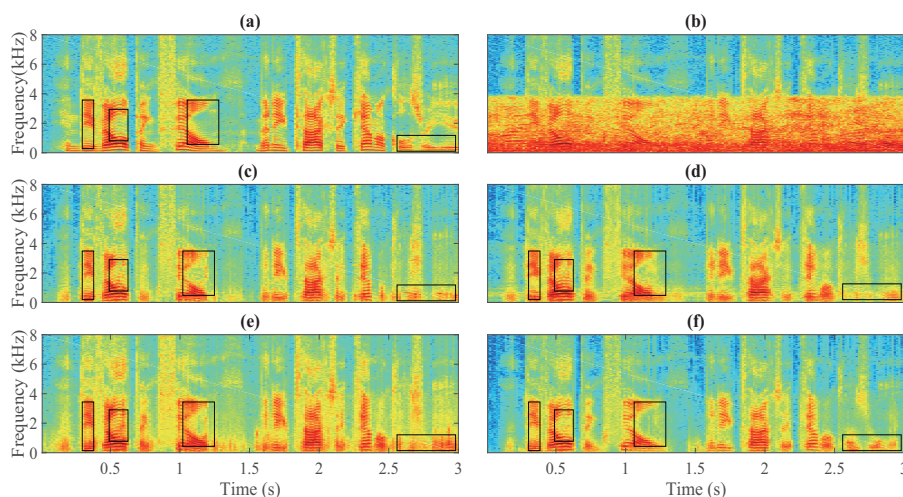 (a) (b)
Frequency(kHz) 8 6 4 2 0
(c) (d)
Frequency (kHz) 8 6 4 2 0
(e) (f)
Frequency (kHz) 8 6 4 2 0
0.5 1 1.5 2 2.5 3 0.5 1 1.5 2 2.5 3
Time (s) Time (s)